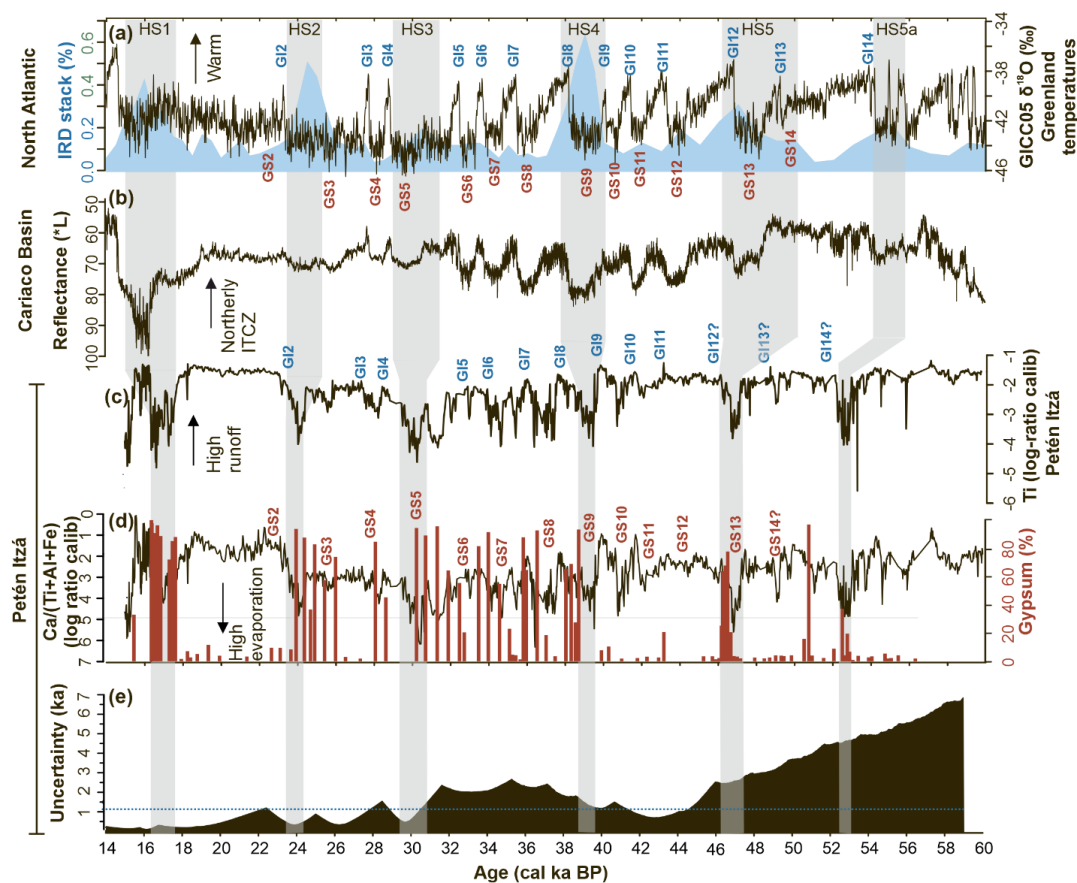 HS1 HS2 HS3 HS4 HS5 HS5a
(a)
Warm
GI2 GI3 GI4 GI5 GI6 GI7 GI8 GI9 GI10 GI11 GI12 GI13 GI14
GS2 GS3 GS4 GS5 GS6 GS7 GS8 GS9 GS10 GS11 GS12 GS13 GS14
North Atlantic
IRD stack (%)
0.6
0.4
0.2
0.0
-34
-38
-42
-46
GICC05 δ¹⁸O (‰)
Greenland
temperatures
(b)
Cariaco Basin
Reflectance (*L)
50
60
70
80
90
100
Northerly
ITCZ
GI2 GI3 GI4 GI5 GI6 GI7 GI8 GI9 GI10 GI11 GI12? GI13? GI14?
(c)
High
runoff
-1
-2
-3
-4
-5
-6
Ti (log-ratio calib)
Petén Itzá
(d)
GS2 GS3 GS4 GS5 GS6 GS7 GS8 GS9 GS10 GS11 GS12 GS13 GS14?
Petén Itzá
Ca/(Ti+Al+Fe)
(log ratio calib)
0
1
2
3
4
5
6
7
High
evaporation
80
60
40
20
0
Gypsum (%)
(e)
Uncertainty (ka)
7
6
5
4
3
2
1
14 16 18 20 22 24 26 28 30 32 34 36 38 40 42 44 46 48 50 52 54 56 58 60
Age (cal ka BP)